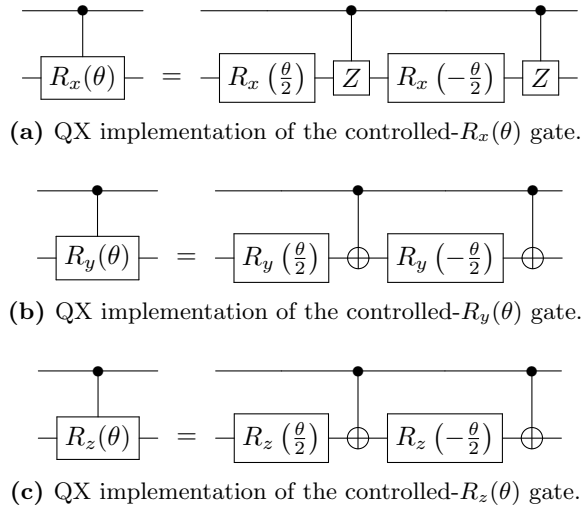 R_x(θ) = R_x (θ/2) Z R_x (−θ/2) Z
(a) QX implementation of the controlled-R_x(θ) gate.
R_y(θ) = R_y (θ/2) R_y (−θ/2)
(b) QX implementation of the controlled-R_y(θ) gate.
R_z(θ) = R_z (θ/2) R_z (−θ/2)
(c) QX implementation of the controlled-R_z(θ) gate.